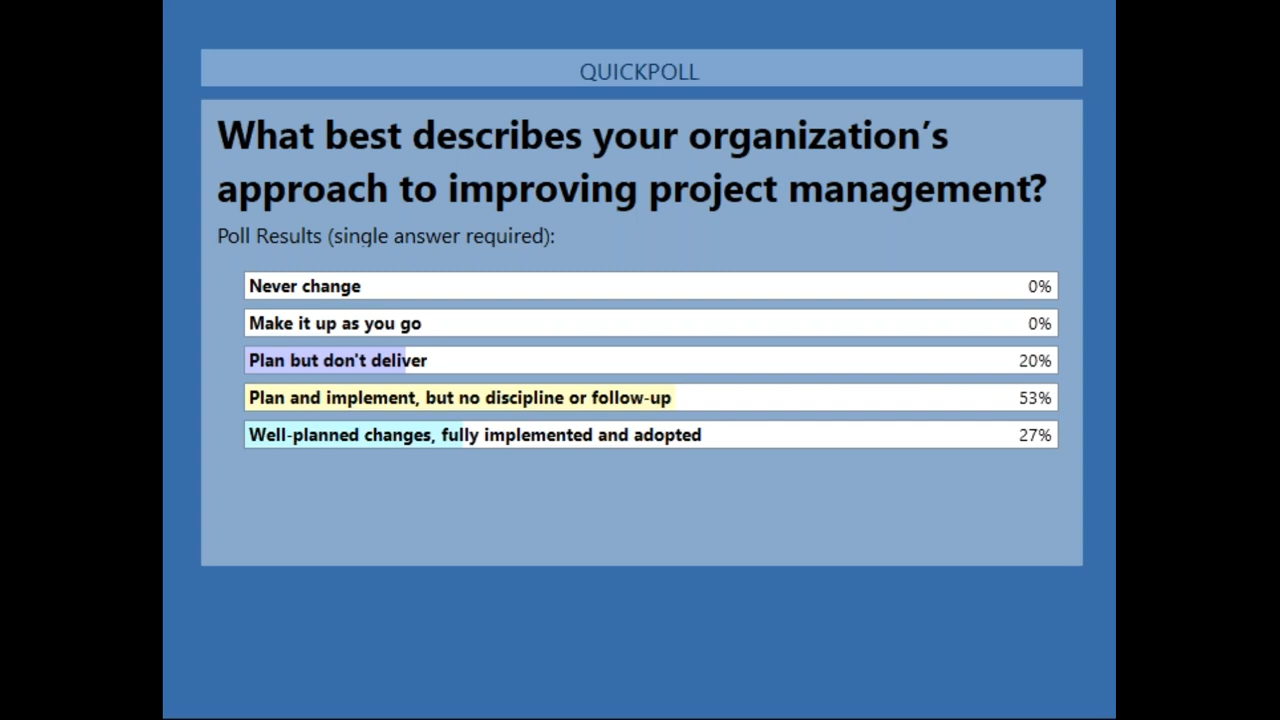 QUICKPOLL
What best describes your organization’s
approach to improving project management?
Poll Results (single answer required):
Never change 0%
Make it up as you go 0%
Plan but don't deliver 20%
Plan and implement, but no discipline or follow-up 53%
Well-planned changes, fully implemented and adopted 27%